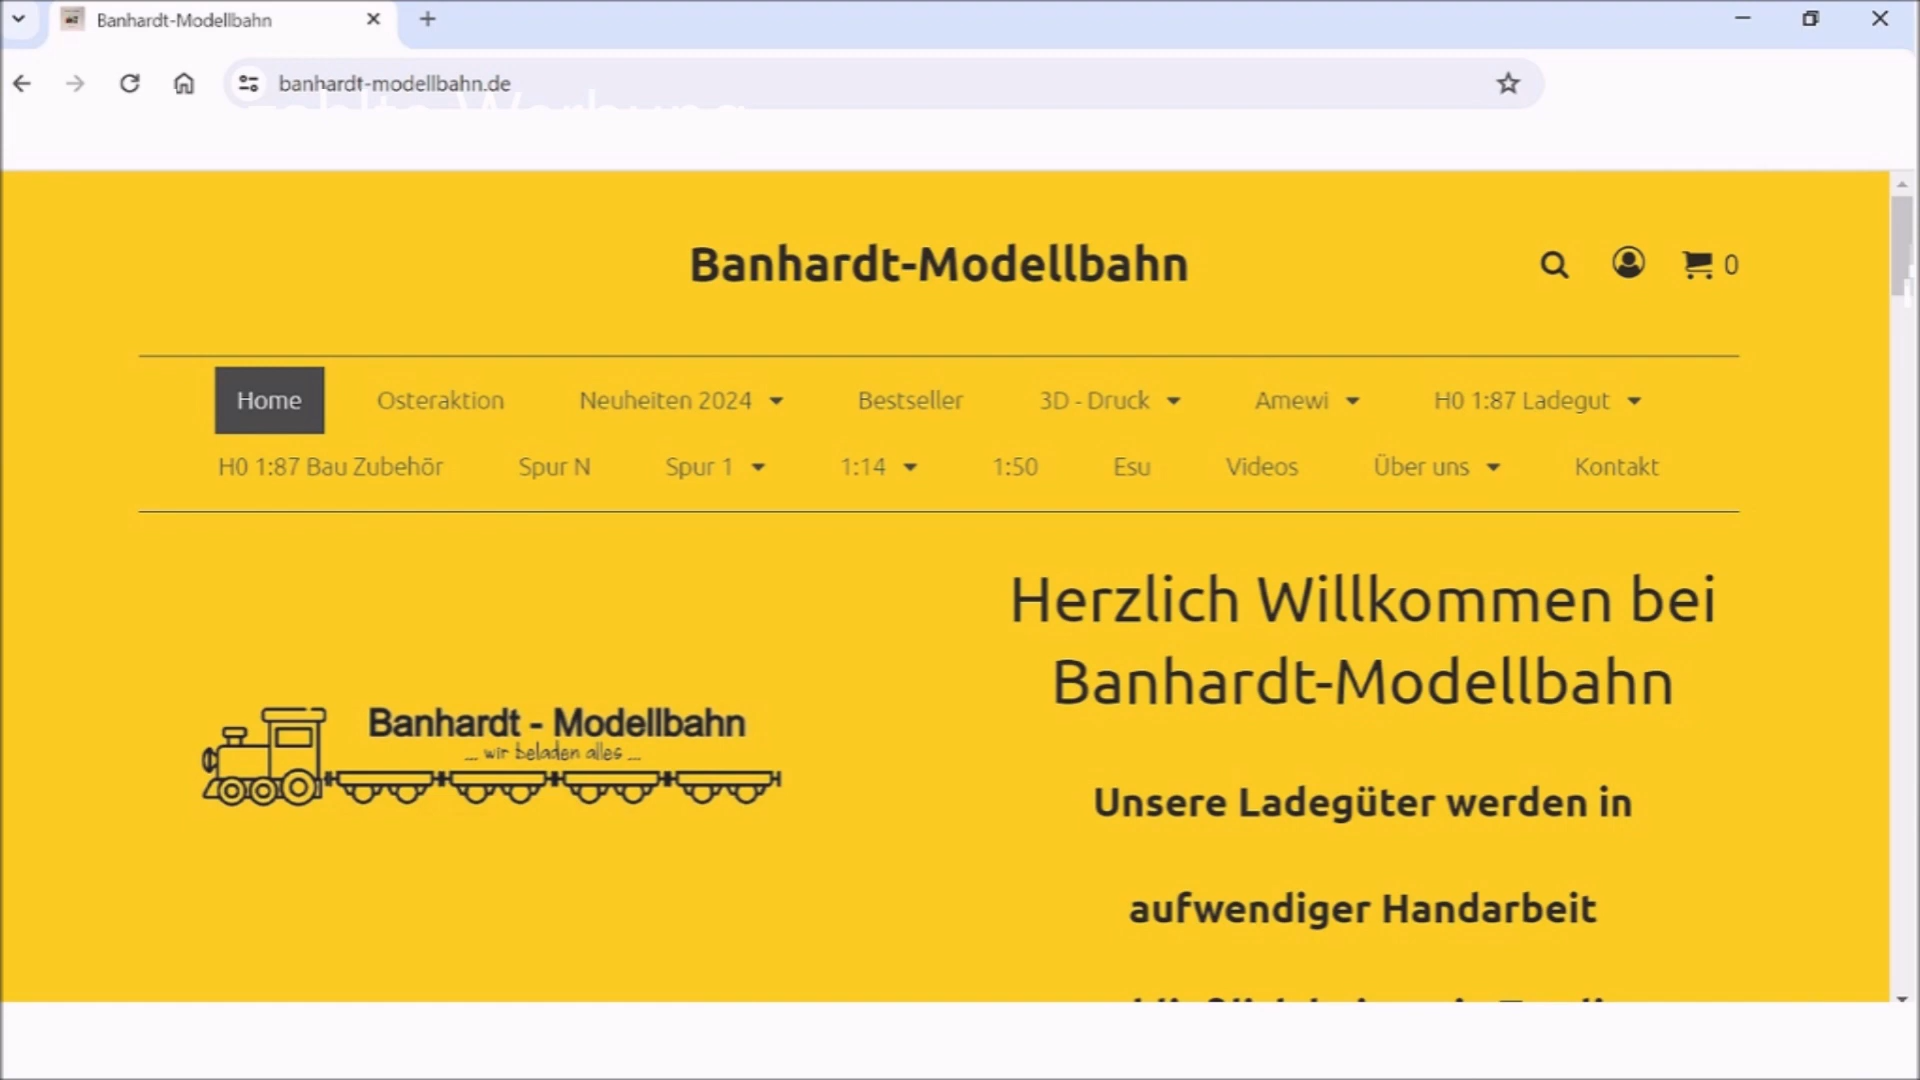 Banhardt-Modellbahn
banhardt-modellbahn.de
Werbung
Banhardt-Modellbahn
0
Home Osteraktion Neuheiten 2024 Bestseller 3D - Druck Amewi H0 1:87 Ladegut
H0 1:87 Bau Zubehör Spur N Spur 1 1:14 1:50 Esu Videos Über uns Kontakt
Herzlich Willkommen bei
Banhardt-Modellbahn
Banhardt - Modellbahn
... wir beladen alles ...
Unsere Ladegüter werden in
aufwendiger Handarbeit